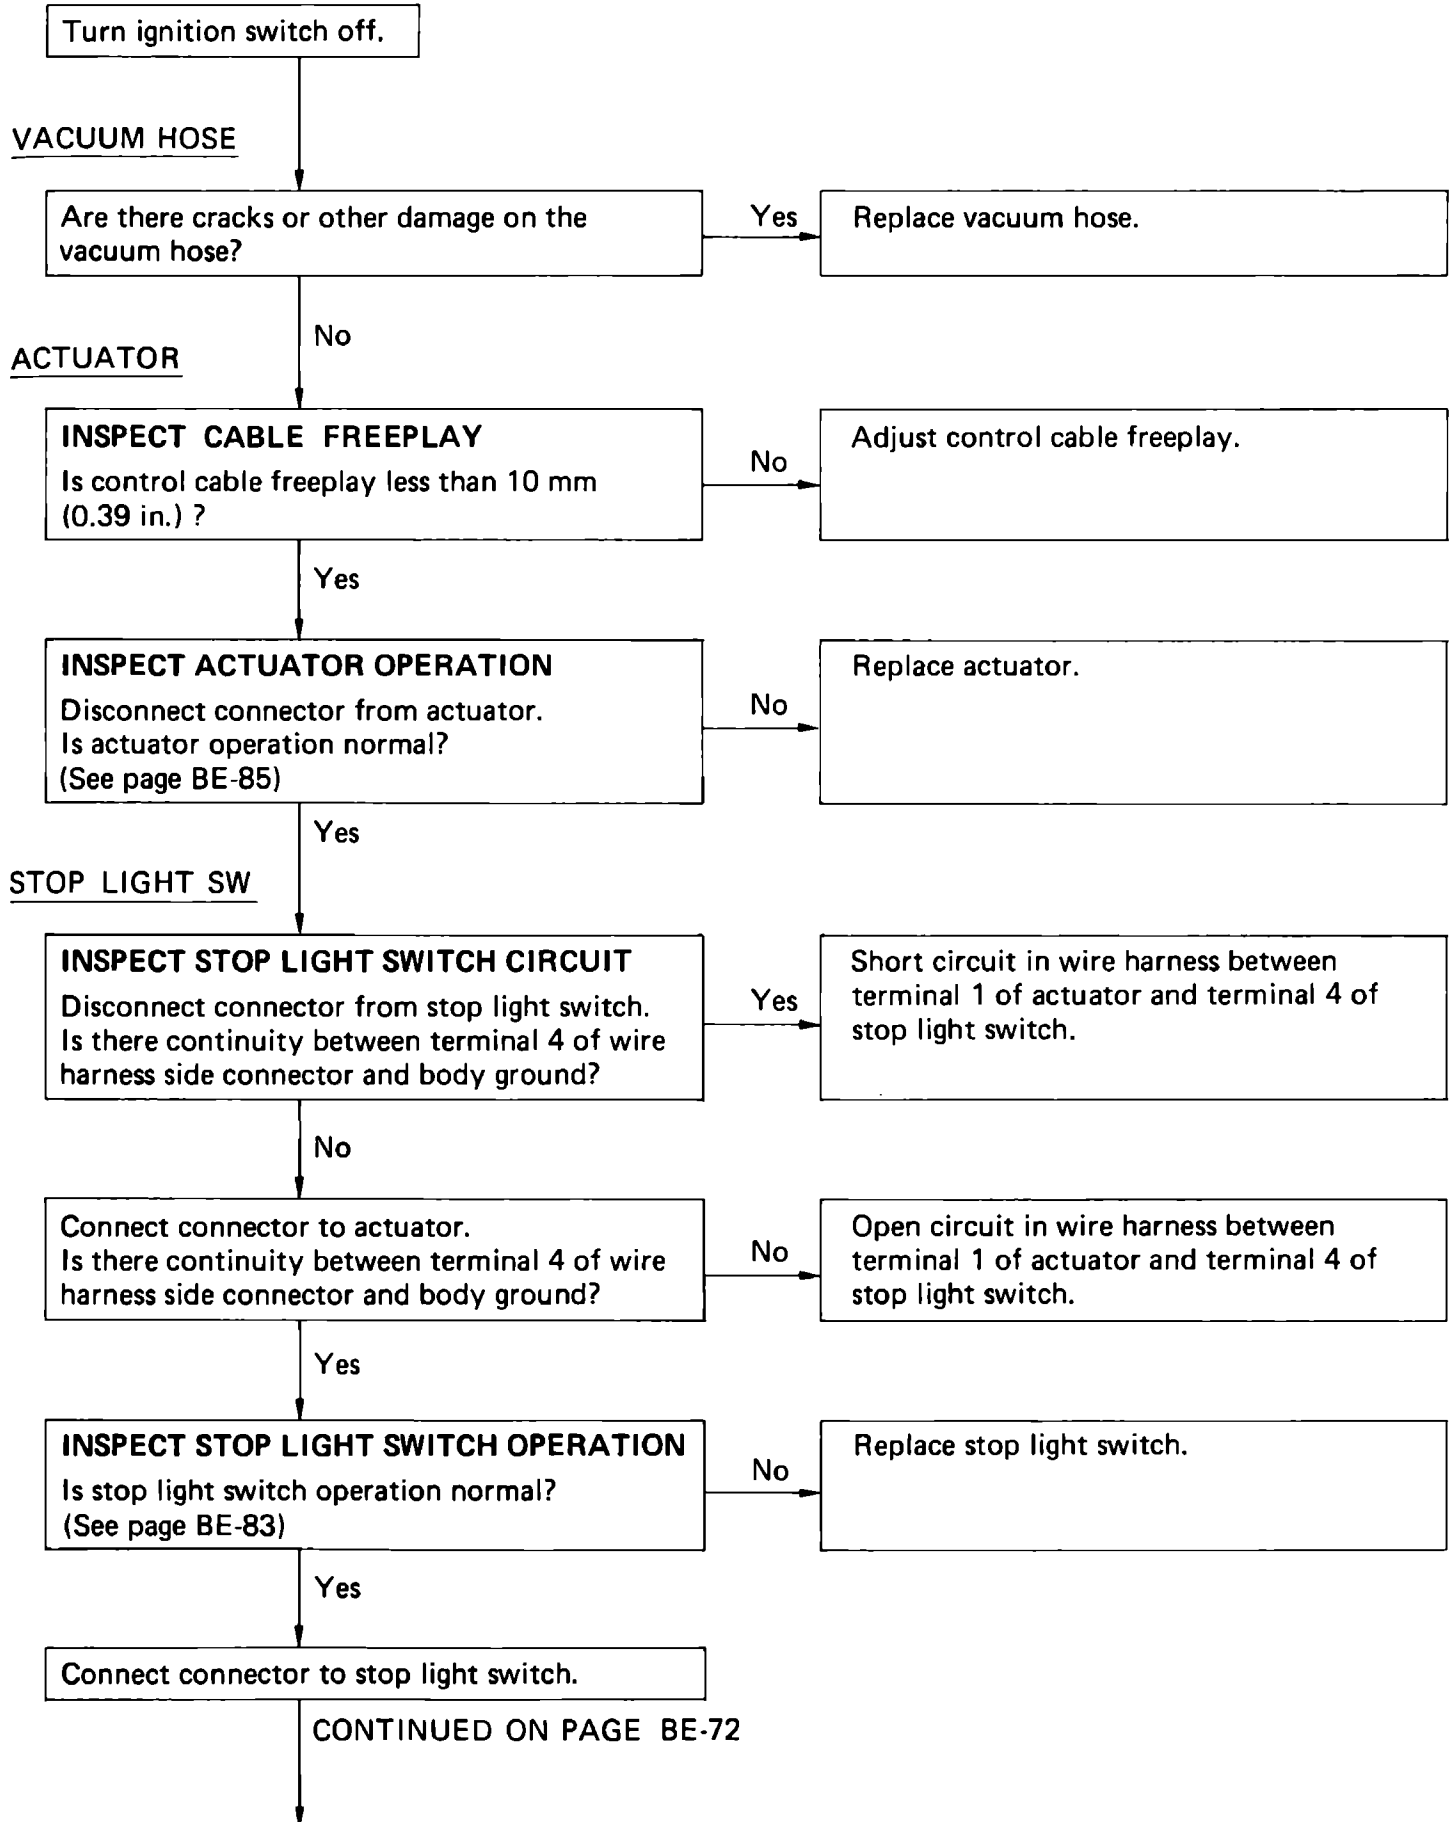 Turn ignition switch off.
VACUUM HOSE
Are there cracks or other damage on the
vacuum hose?
Yes
Replace vacuum hose.
No
ACTUATOR
INSPECT CABLE FREEPLAY
Is control cable freeplay less than 10 mm
(0.39 in.) ?
No
Adjust control cable freeplay.
Yes
INSPECT ACTUATOR OPERATION
Disconnect connector from actuator.
Is actuator operation normal?
(See page BE-85)
No
Replace actuator.
Yes
STOP LIGHT SW
INSPECT STOP LIGHT SWITCH CIRCUIT
Disconnect connector from stop light switch.
Is there continuity between terminal 4 of wire
harness side connector and body ground?
Yes
Short circuit in wire harness between
terminal 1 of actuator and terminal 4 of
stop light switch.
No
Connect connector to actuator.
Is there continuity between terminal 4 of wire
harness side connector and body ground?
No
Open circuit in wire harness between
terminal 1 of actuator and terminal 4 of
stop light switch.
Yes
INSPECT STOP LIGHT SWITCH OPERATION
Is stop light switch operation normal?
(See page BE-83)
No
Replace stop light switch.
Yes
Connect connector to stop light switch.
CONTINUED ON PAGE BE-72